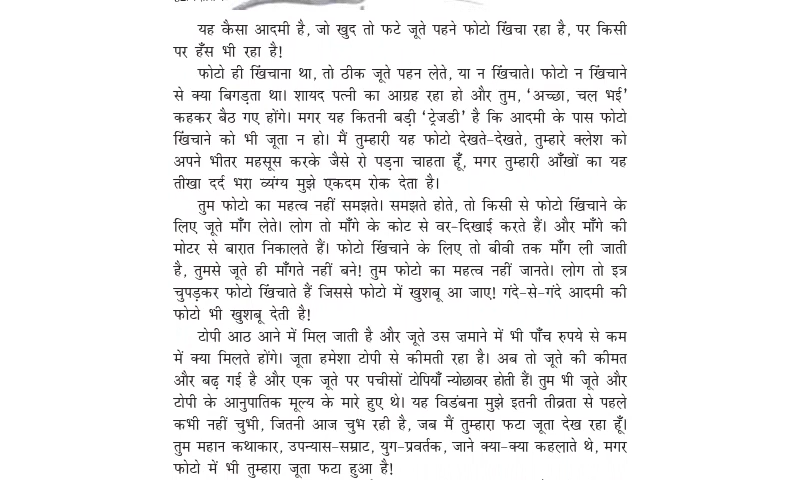 यह कैसा आदमी है, जो खुद तो फटे जूते पहने फोटो खिंचा रहा है, पर किसी
पर हँस भी रहा है!
फोटो ही खिंचाना था, तो ठीक जूते पहन लेते, या न खिंचाते। फोटो न खिंचाने
से क्या बिगड़ता था। शायद पत्नी का आग्रह रहा हो और तुम, ‘अच्छा, चल भई’
कहकर बैठ गए होंगे। मगर यह कितनी बड़ी ‘ट्रेजडी’ है कि आदमी के पास फोटो
खिंचाने को भी जूता न हो। मैं तुम्हारी यह फोटो देखते-देखते, तुम्हारे क्लेश को
अपने भीतर महसूस करके जैसे रो पड़ना चाहता हूँ, मगर तुम्हारी आँखों का यह
तीखा दर्द भरा व्यंग्य मुझे एकदम रोक देता है।
तुम फोटो का महत्व नहीं समझते। समझते होते, तो किसी से फोटो खिंचाने के
लिए जूते माँग लेते। लोग तो माँगे के कोट से वर-दिखाई करते हैं। और माँगे की
मोटर से बारात निकालते हैं। फोटो खिंचाने के लिए तो बीवी तक माँग ली जाती
है, तुमसे जूते ही माँगते नहीं बने! तुम फोटो का महत्व नहीं जानते। लोग तो इत्र
चुपड़कर फोटो खिंचाते हैं जिससे फोटो में खुशबू आ जाए! गंदे-से-गंदे आदमी की
फोटो भी खुशबू देती है!
टोपी आठ आने में मिल जाती है और जूते उस ज़माने में भी पाँच रुपये से कम
में क्या मिलते होंगे। जूता हमेशा टोपी से कीमती रहा है। अब तो जूते की कीमत
और बढ़ गई है और एक जूते पर पचीसों टोपियाँ न्योछावर होती हैं। तुम भी जूते और
टोपी के आनुपातिक मूल्य के मारे हुए थे। यह विडंबना मुझे इतनी तीव्रता से पहले
कभी नहीं चुभी, जितनी आज चुभ रही है, जब मैं तुम्हारा फटा जूता देख रहा हूँ।
तुम महान कथाकार, उपन्यास-सम्राट, युग-प्रवर्तक, जाने क्या-क्या कहलाते थे, मगर
फोटो में भी तुम्हारा जूता फटा हुआ है!